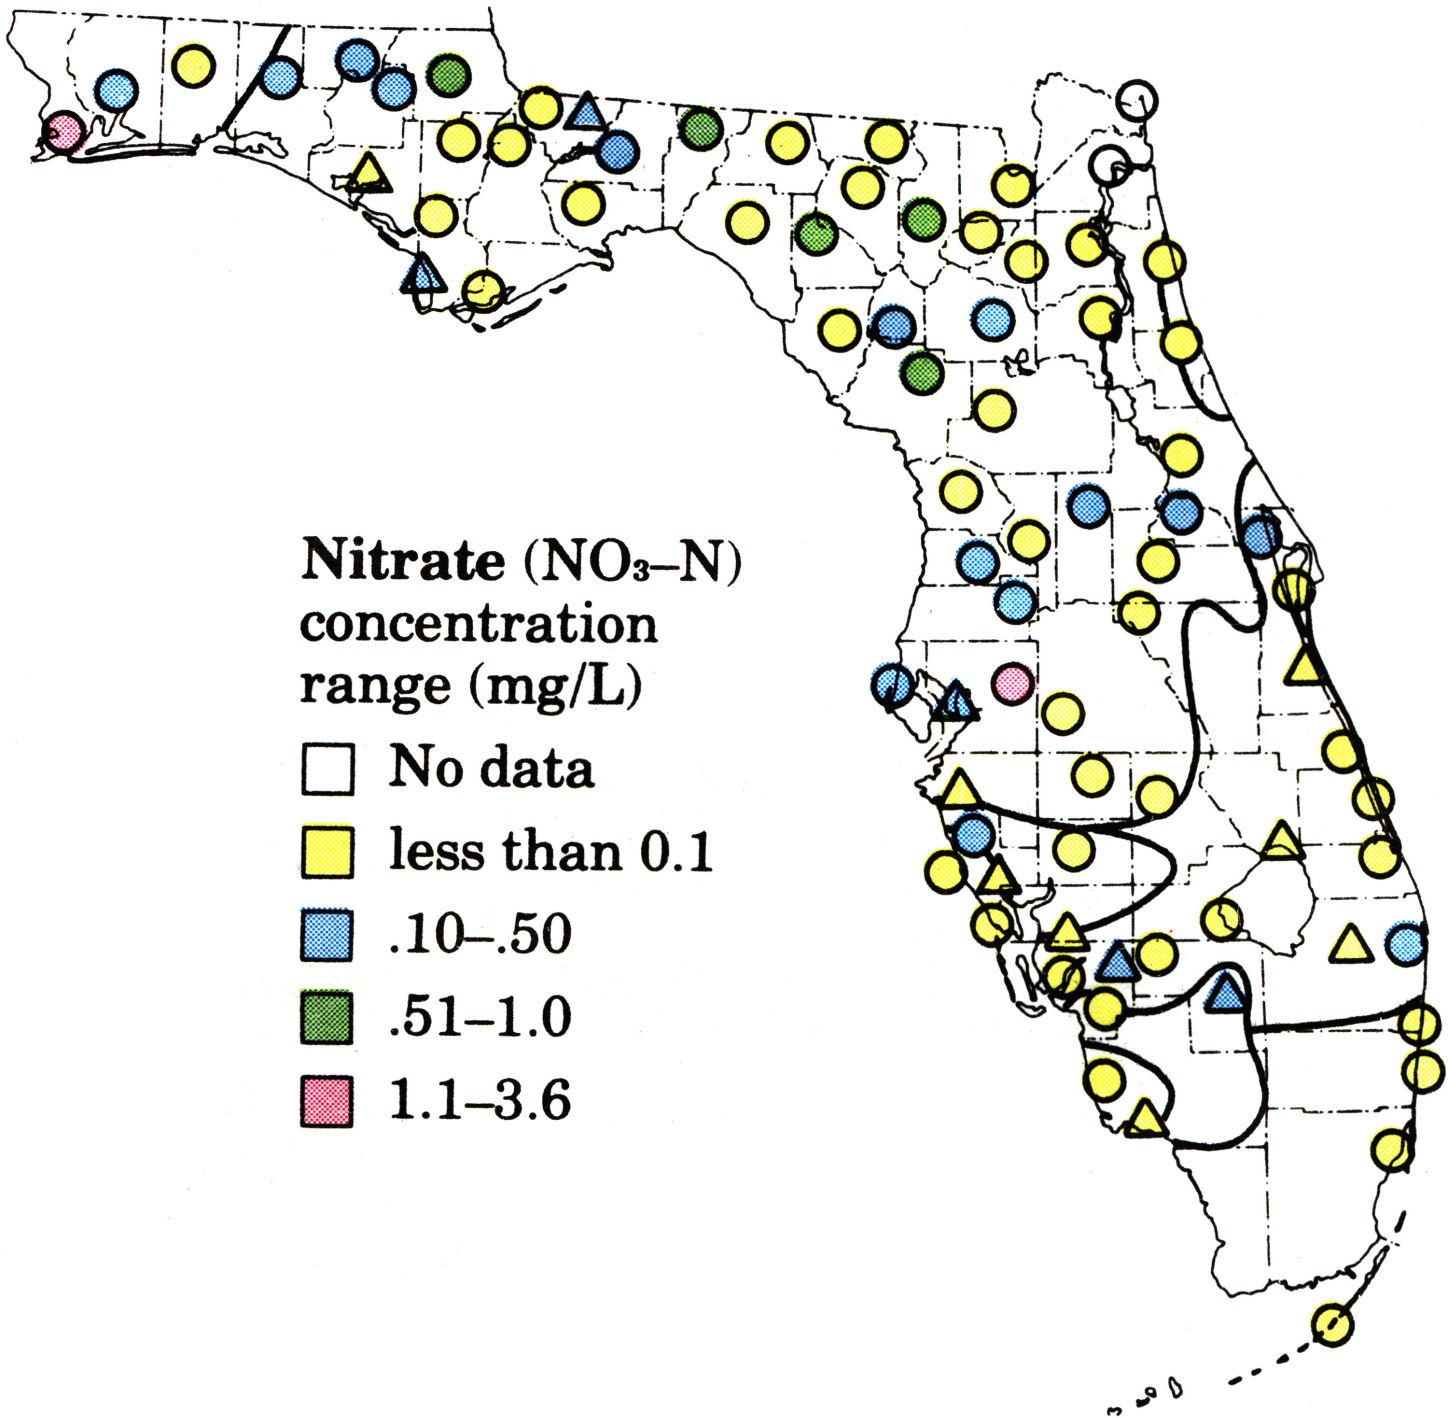 Nitrate (NO₃–N)
concentration
range (mg/L)
No data
less than 0.1
.10–.50
.51–1.0
1.1–3.6